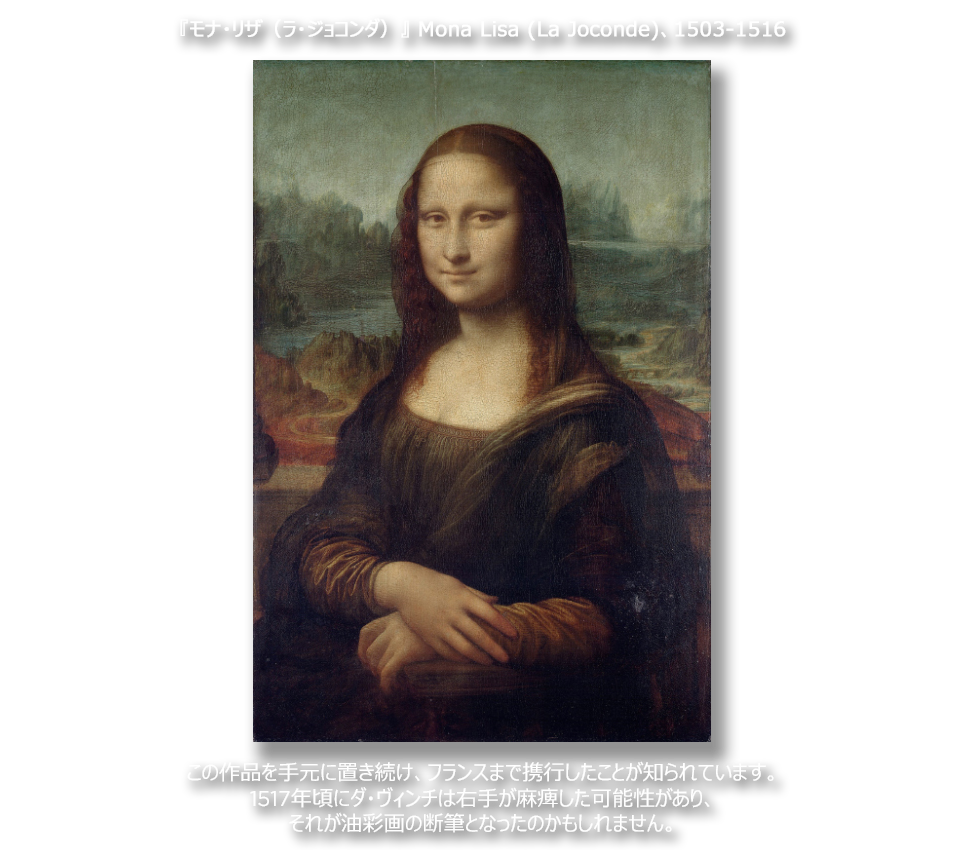 『モナ・リザ（ラ・ジョコンダ）』 Mona Lisa (La Joconde)、1503-1516
この作品を手元に置き続け、フランスまで携行したことが知られています。
1517年頃にダ・ヴィンチは右手が麻痺した可能性があり、
それが油彩画の断筆となったのかもしれません。